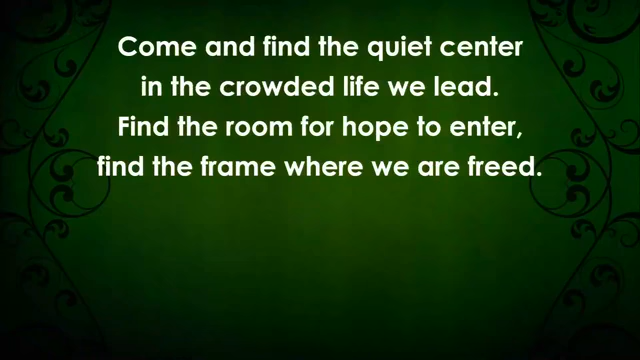 Come and find the quiet center
in the crowded life we lead.
Find the room for hope to enter,
find the frame where we are freed.